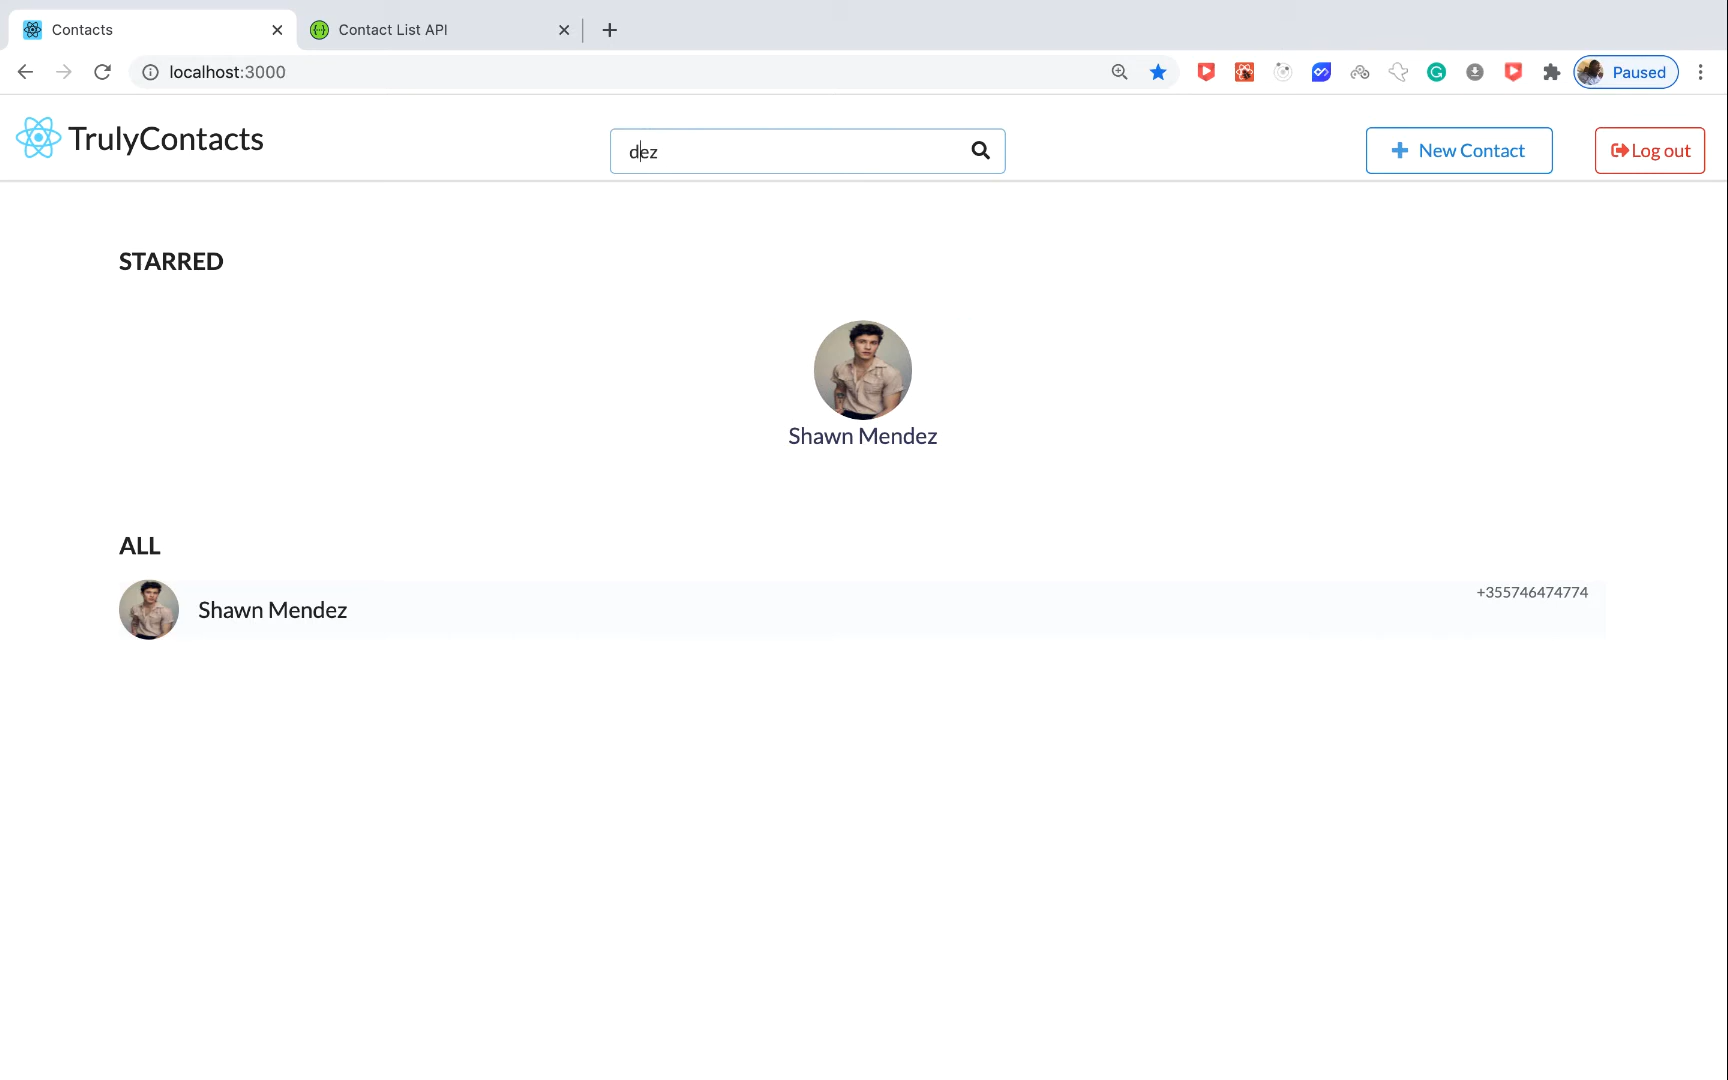 Contacts
Contact List API
localhost:3000
Paused
TrulyContacts
dez
New Contact
Log out
STARRED
Shawn Mendez
ALL
Shawn Mendez
+355746474774